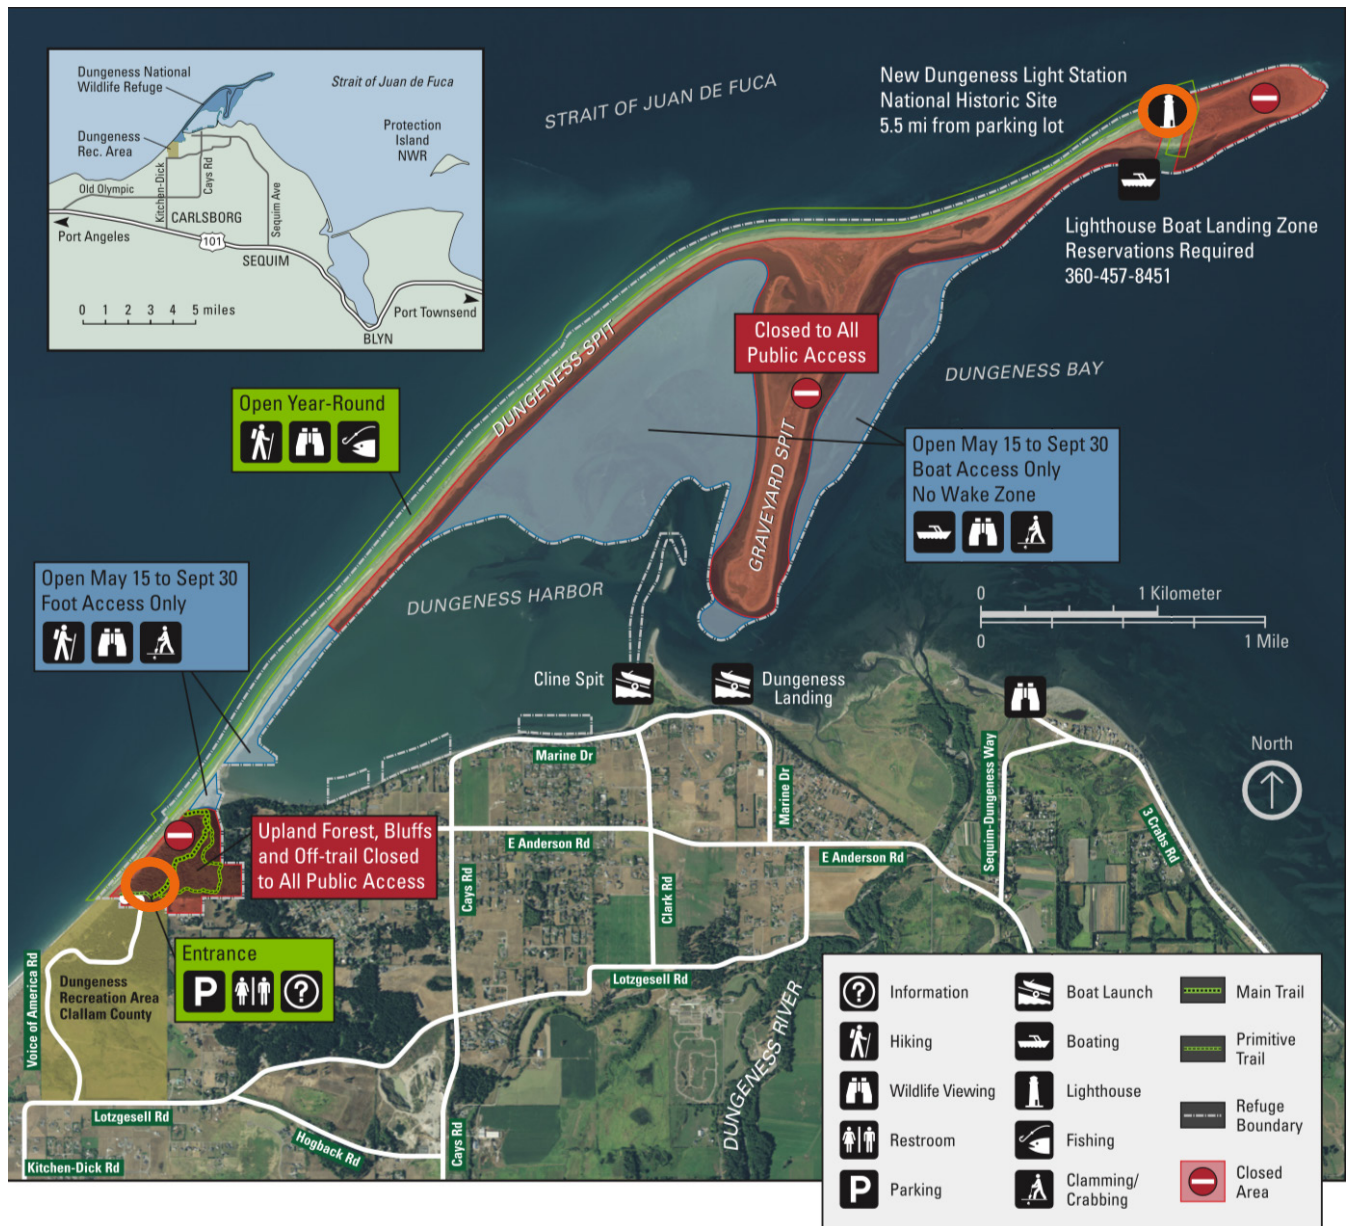 Dungeness National
Wildlife Refuge
Strait of Juan de Fuca
Dungeness
Rec. Area
Protection
Island
NWR
Kitchen-Dick
Cays Rd
Old Olympic
Sequim Ave
CARLSBORG
Port Angeles
101
SEQUIM
0 1 2 3 4 5 miles
Port Townsend
BLYN
STRAIT OF JUAN DE FUCA
New Dungeness Light Station
National Historic Site
5.5 mi from parking lot
Lighthouse Boat Landing Zone
Reservations Required
360-457-8451
Closed to All
Public Access
DUNGENESS SPIT
DUNGENESS BAY
Open Year-Round
Open May 15 to Sept 30
Boat Access Only
No Wake Zone
GRAVEYARD SPIT
Open May 15 to Sept 30
Foot Access Only
DUNGENESS HARBOR
0 1 Kilometer
0 1 Mile
Cline Spit
Dungeness
Landing
North
Marine Dr
Marine Dr
Sequim-Dungeness Way
3 Crabs Rd
Upland Forest, Bluffs
and Off-trail Closed
to All Public Access
E Anderson Rd
E Anderson Rd
Cays Rd
Clark Rd
Entrance
P
?
Voice of America Rd
Dungeness
Recreation Area
Clallam County
Lotzgesell Rd
DUNGENESS RIVER
Lotzgesell Rd
Hogback Rd
Cays Rd
Kitchen-Dick Rd
? Information
Hiking
Wildlife Viewing
Restroom
P Parking
Boat Launch
Boating
Lighthouse
Fishing
Clamming/
Crabbing
Main Trail
Primitive
Trail
Refuge
Boundary
Closed
Area